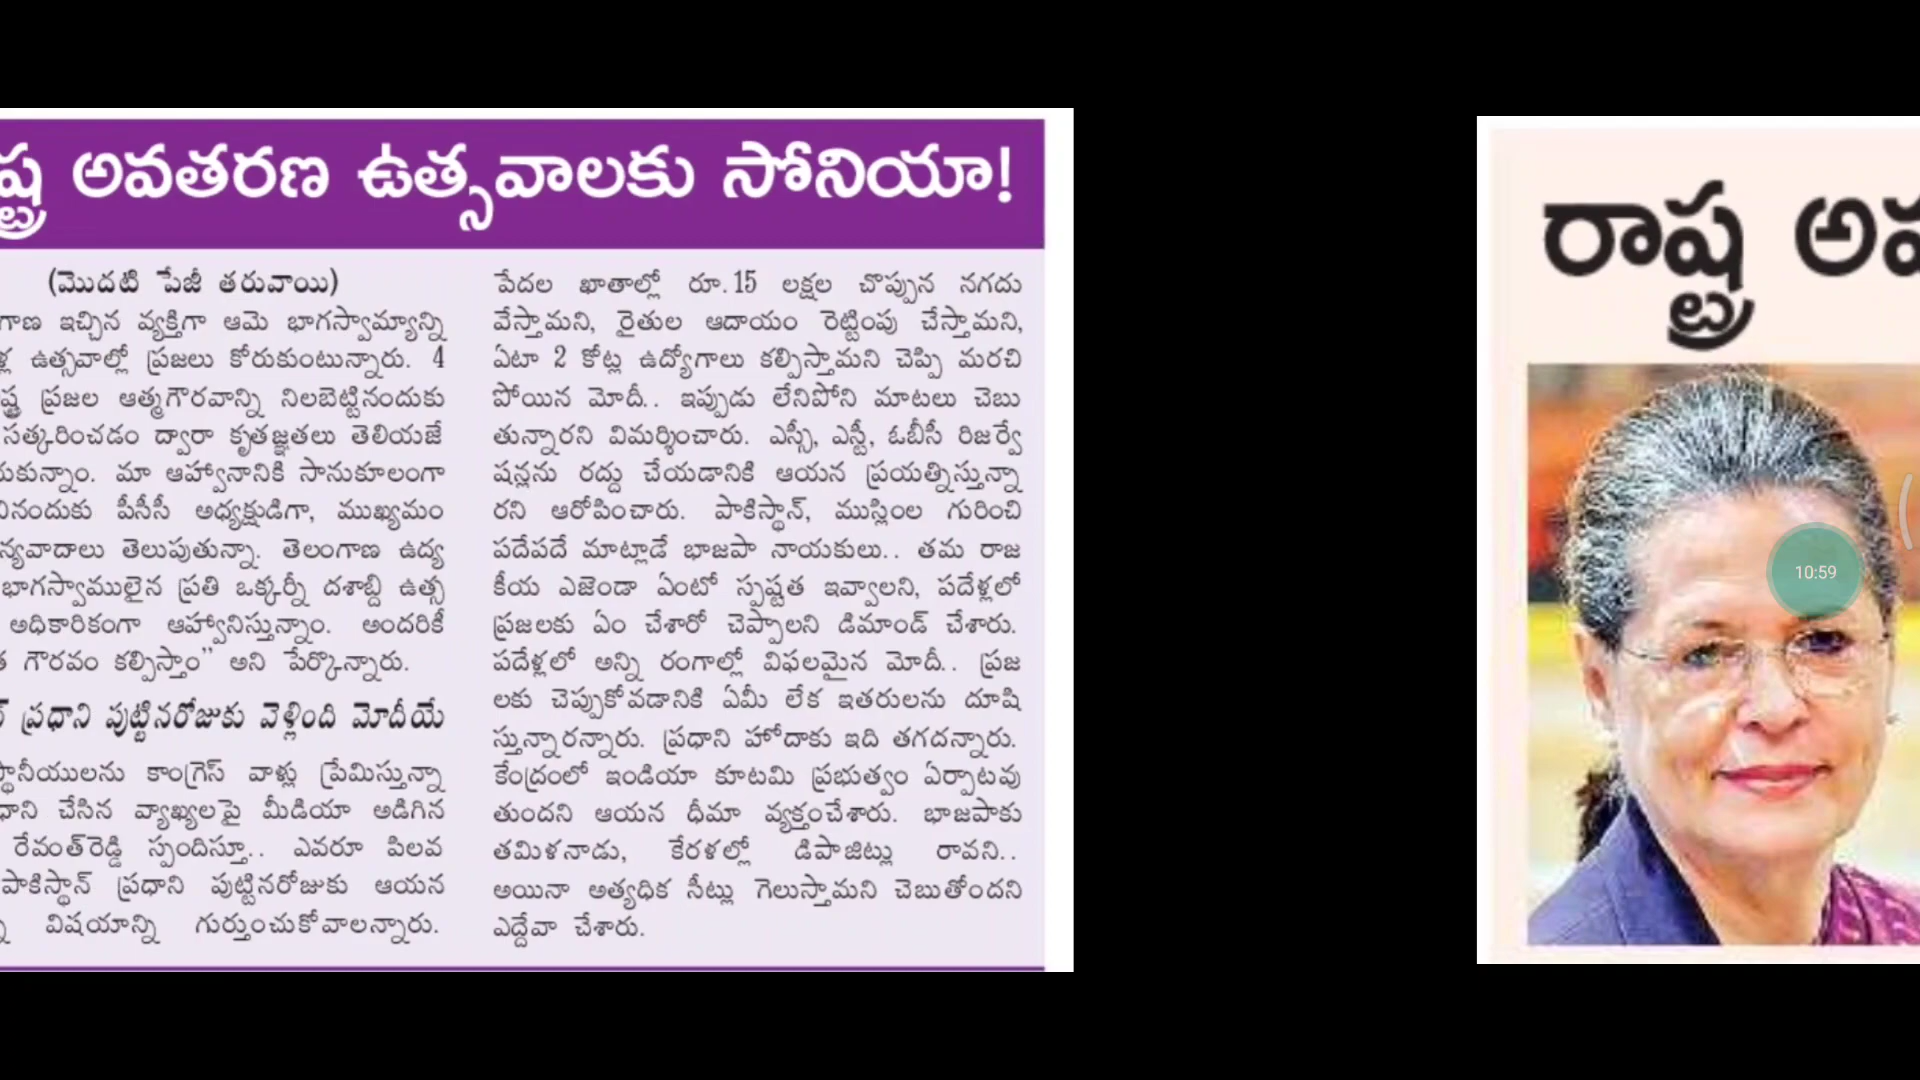 అవతరణ ఉత్సవాలకు సోనియా!
(మొదటి పేజీ తరువాయి)
ఇచ్చిన వ్యక్తిగా ఆమె భాగస్వామ్యాన్ని
ఉత్సవాల్లో ప్రజలు కోరుకుంటున్నారు. 4
ప్రజల ఆత్మగౌరవాన్ని నిలబెట్టినందుకు
సత్కరించడం ద్వారా కృతజ్ఞతలు తెలియజే
మా ఆహ్వానానికి సానుకూలంగా
పీసీసీ అధ్యక్షుడిగా, ముఖ్యమం
తెలుపుతున్నా. తెలంగాణ ఉద్య
భాగస్వాములైన ప్రతి ఒక్కర్నీ దశాబ్ది ఉత్స
అధికారికంగా ఆహ్వానిస్తున్నాం. అందరికీ
గౌరవం కల్పిస్తాం’’ అని పేర్కొన్నారు.
ప్రధాని పుట్టినరోజుకు వెళ్లింది మోదీయే
కాంగ్రెస్ వాళ్లు ప్రేమిస్తున్నా
చేసిన వ్యాఖ్యలపై మీడియా అడిగిన
రేవంత్‌రెడ్డి స్పందిస్తూ.. ఎవరూ పిలవ
పాకిస్థాన్ ప్రధాని పుట్టినరోజుకు ఆయన
విషయాన్ని గుర్తుంచుకోవాలన్నారు.
పేదల ఖాతాల్లో రూ.15 లక్షల చొప్పున నగదు
వేస్తామని, రైతుల ఆదాయం రెట్టింపు చేస్తామని,
ఏటా 2 కోట్ల ఉద్యోగాలు కల్పిస్తామని చెప్పి మరచి
పోయిన మోదీ.. ఇప్పుడు లేనిపోని మాటలు చెబు
తున్నారని విమర్శించారు. ఎస్సీ, ఎస్టీ, ఓబీసీ రిజర్వే
షన్లను రద్దు చేయడానికి ఆయన ప్రయత్నిస్తున్నా
రని ఆరోపించారు. పాకిస్థాన్, ముస్లింల గురించి
పదేపదే మాట్లాడే భాజపా నాయకులు.. తమ రాజ
కీయ ఎజెండా ఏంటో స్పష్టత ఇవ్వాలని, పదేళ్లలో
ప్రజలకు ఏం చేశారో చెప్పాలని డిమాండ్ చేశారు.
పదేళ్లలో అన్ని రంగాల్లో విఫలమైన మోదీ.. ప్రజ
లకు చెప్పుకోవడానికి ఏమీ లేక ఇతరులను దూషి
స్తున్నారన్నారు. ప్రధాని హోదాకు ఇది తగదన్నారు.
కేంద్రంలో ఇండియా కూటమి ప్రభుత్వం ఏర్పాటవు
తుందని ఆయన ధీమా వ్యక్తంచేశారు. భాజపాకు
తమిళనాడు, కేరళల్లో డిపాజిట్లు రావని..
అయినా అత్యధిక సీట్లు గెలుస్తామని చెబుతోందని
ఎద్దేవా చేశారు.
రాష్ట్ర
10:59